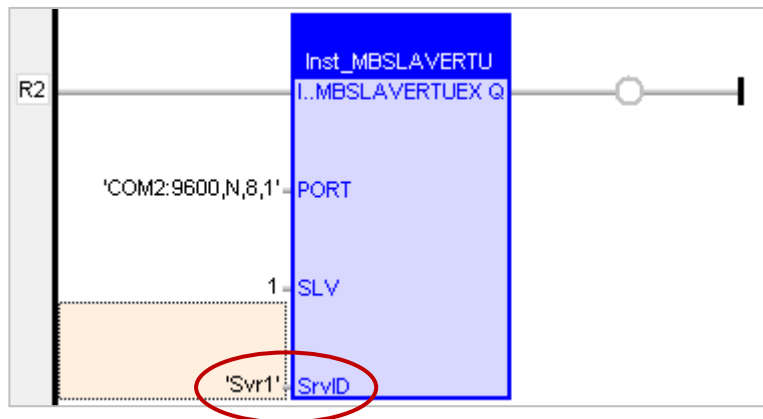 Inst_MBSLAVERTU
R2
I..MBSLAVERTUEX Q
'COM2:9600,N,8,1' PORT
1 SLV
'Svr1' SrvID